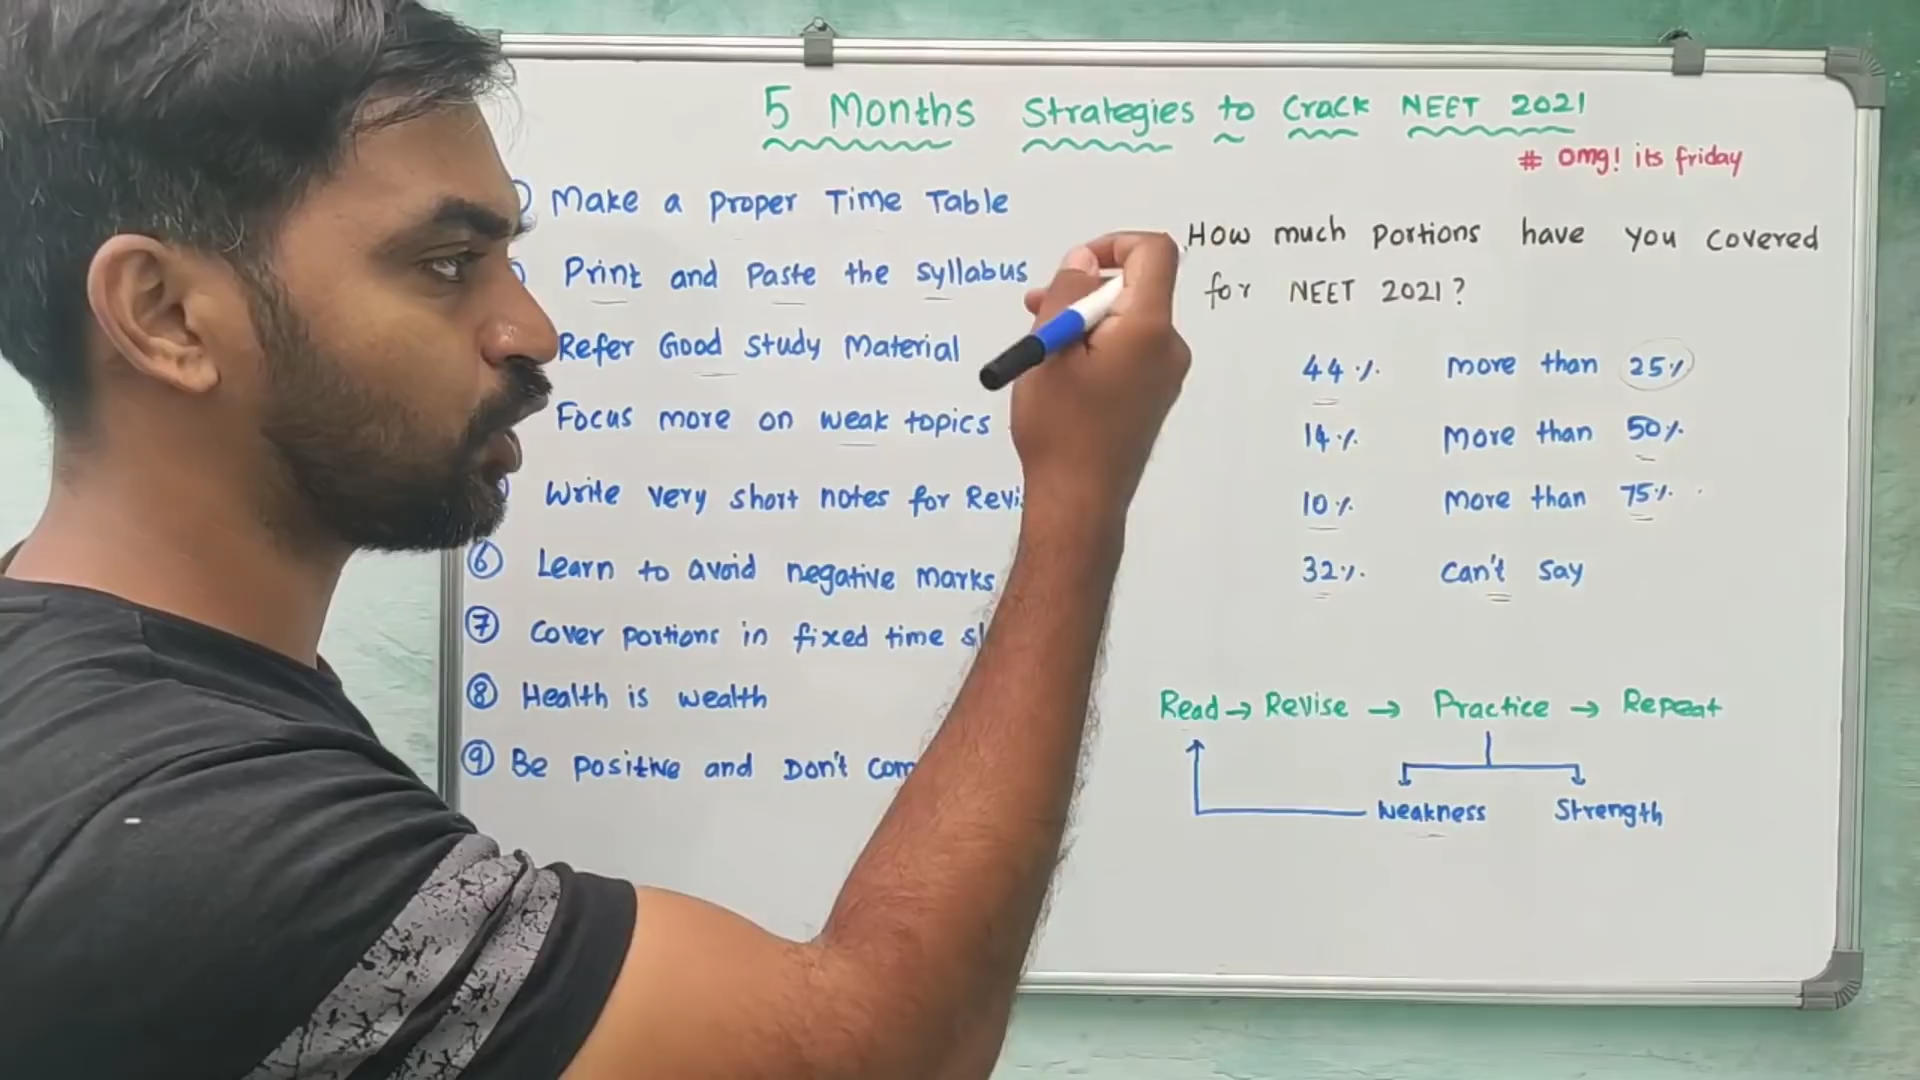 5 Months Strategies to Crack NEET 2021
# omg! its friday
Make a Proper Time Table
Print and Paste the Syllabus
Refer Good Study Material
Focus more on weak topics
Write very short notes for
6 Learn to avoid negative marks
7 Cover portions in fixed time
8 Health is wealth
9 Be positive and Don't
How much portions have you covered
for NEET 2021?
44% more than 25%
14% more than 50%
10% more than 75%
32% can't say
Read → Revise → Practice → Repeat
Weakness Strength